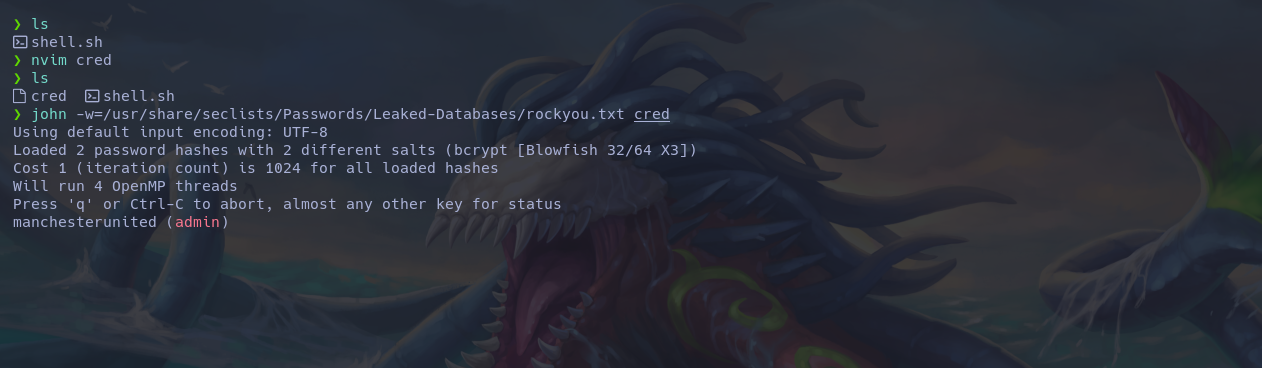 ❯ ls
shell.sh
❯ nvim cred
❯ ls
cred  shell.sh
❯ john -w=/usr/share/seclists/Passwords/Leaked-Databases/rockyou.txt cred
Using default input encoding: UTF-8
Loaded 2 password hashes with 2 different salts (bcrypt [Blowfish 32/64 X3])
Cost 1 (iteration count) is 1024 for all loaded hashes
Will run 4 OpenMP threads
Press 'q' or Ctrl-C to abort, almost any other key for status
manchesterunited (admin)